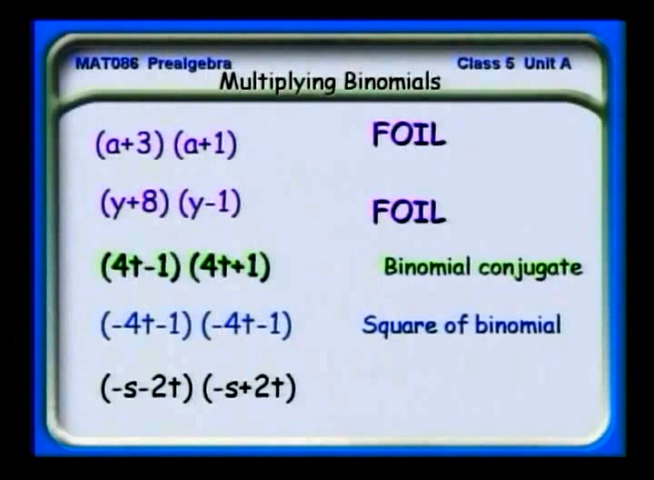 MAT086 Prealgebra
Class 5 Unit A
Multiplying Binomials
(a+3) (a+1) FOIL
(y+8) (y-1) FOIL
(4t-1) (4t+1) Binomial conjugate
(-4t-1) (-4t-1) Square of binomial
(-s-2t) (-s+2t)